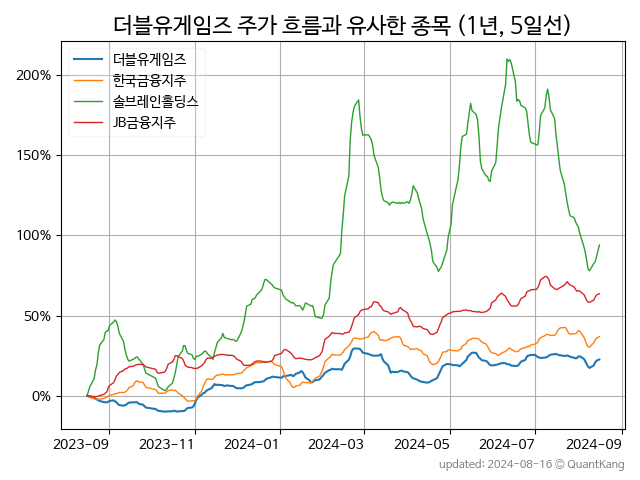 더블유게임즈 주가 흐름과 유사한 종목 (1년, 5일선)
더블유게임즈
한국금융지주
솔브레인홀딩스
JB금융지주
200%
150%
100%
50%
0%
2023-09 2023-11 2024-01 2024-03 2024-05 2024-07 2024-09
updated: 2024-08-16 © QuantKang